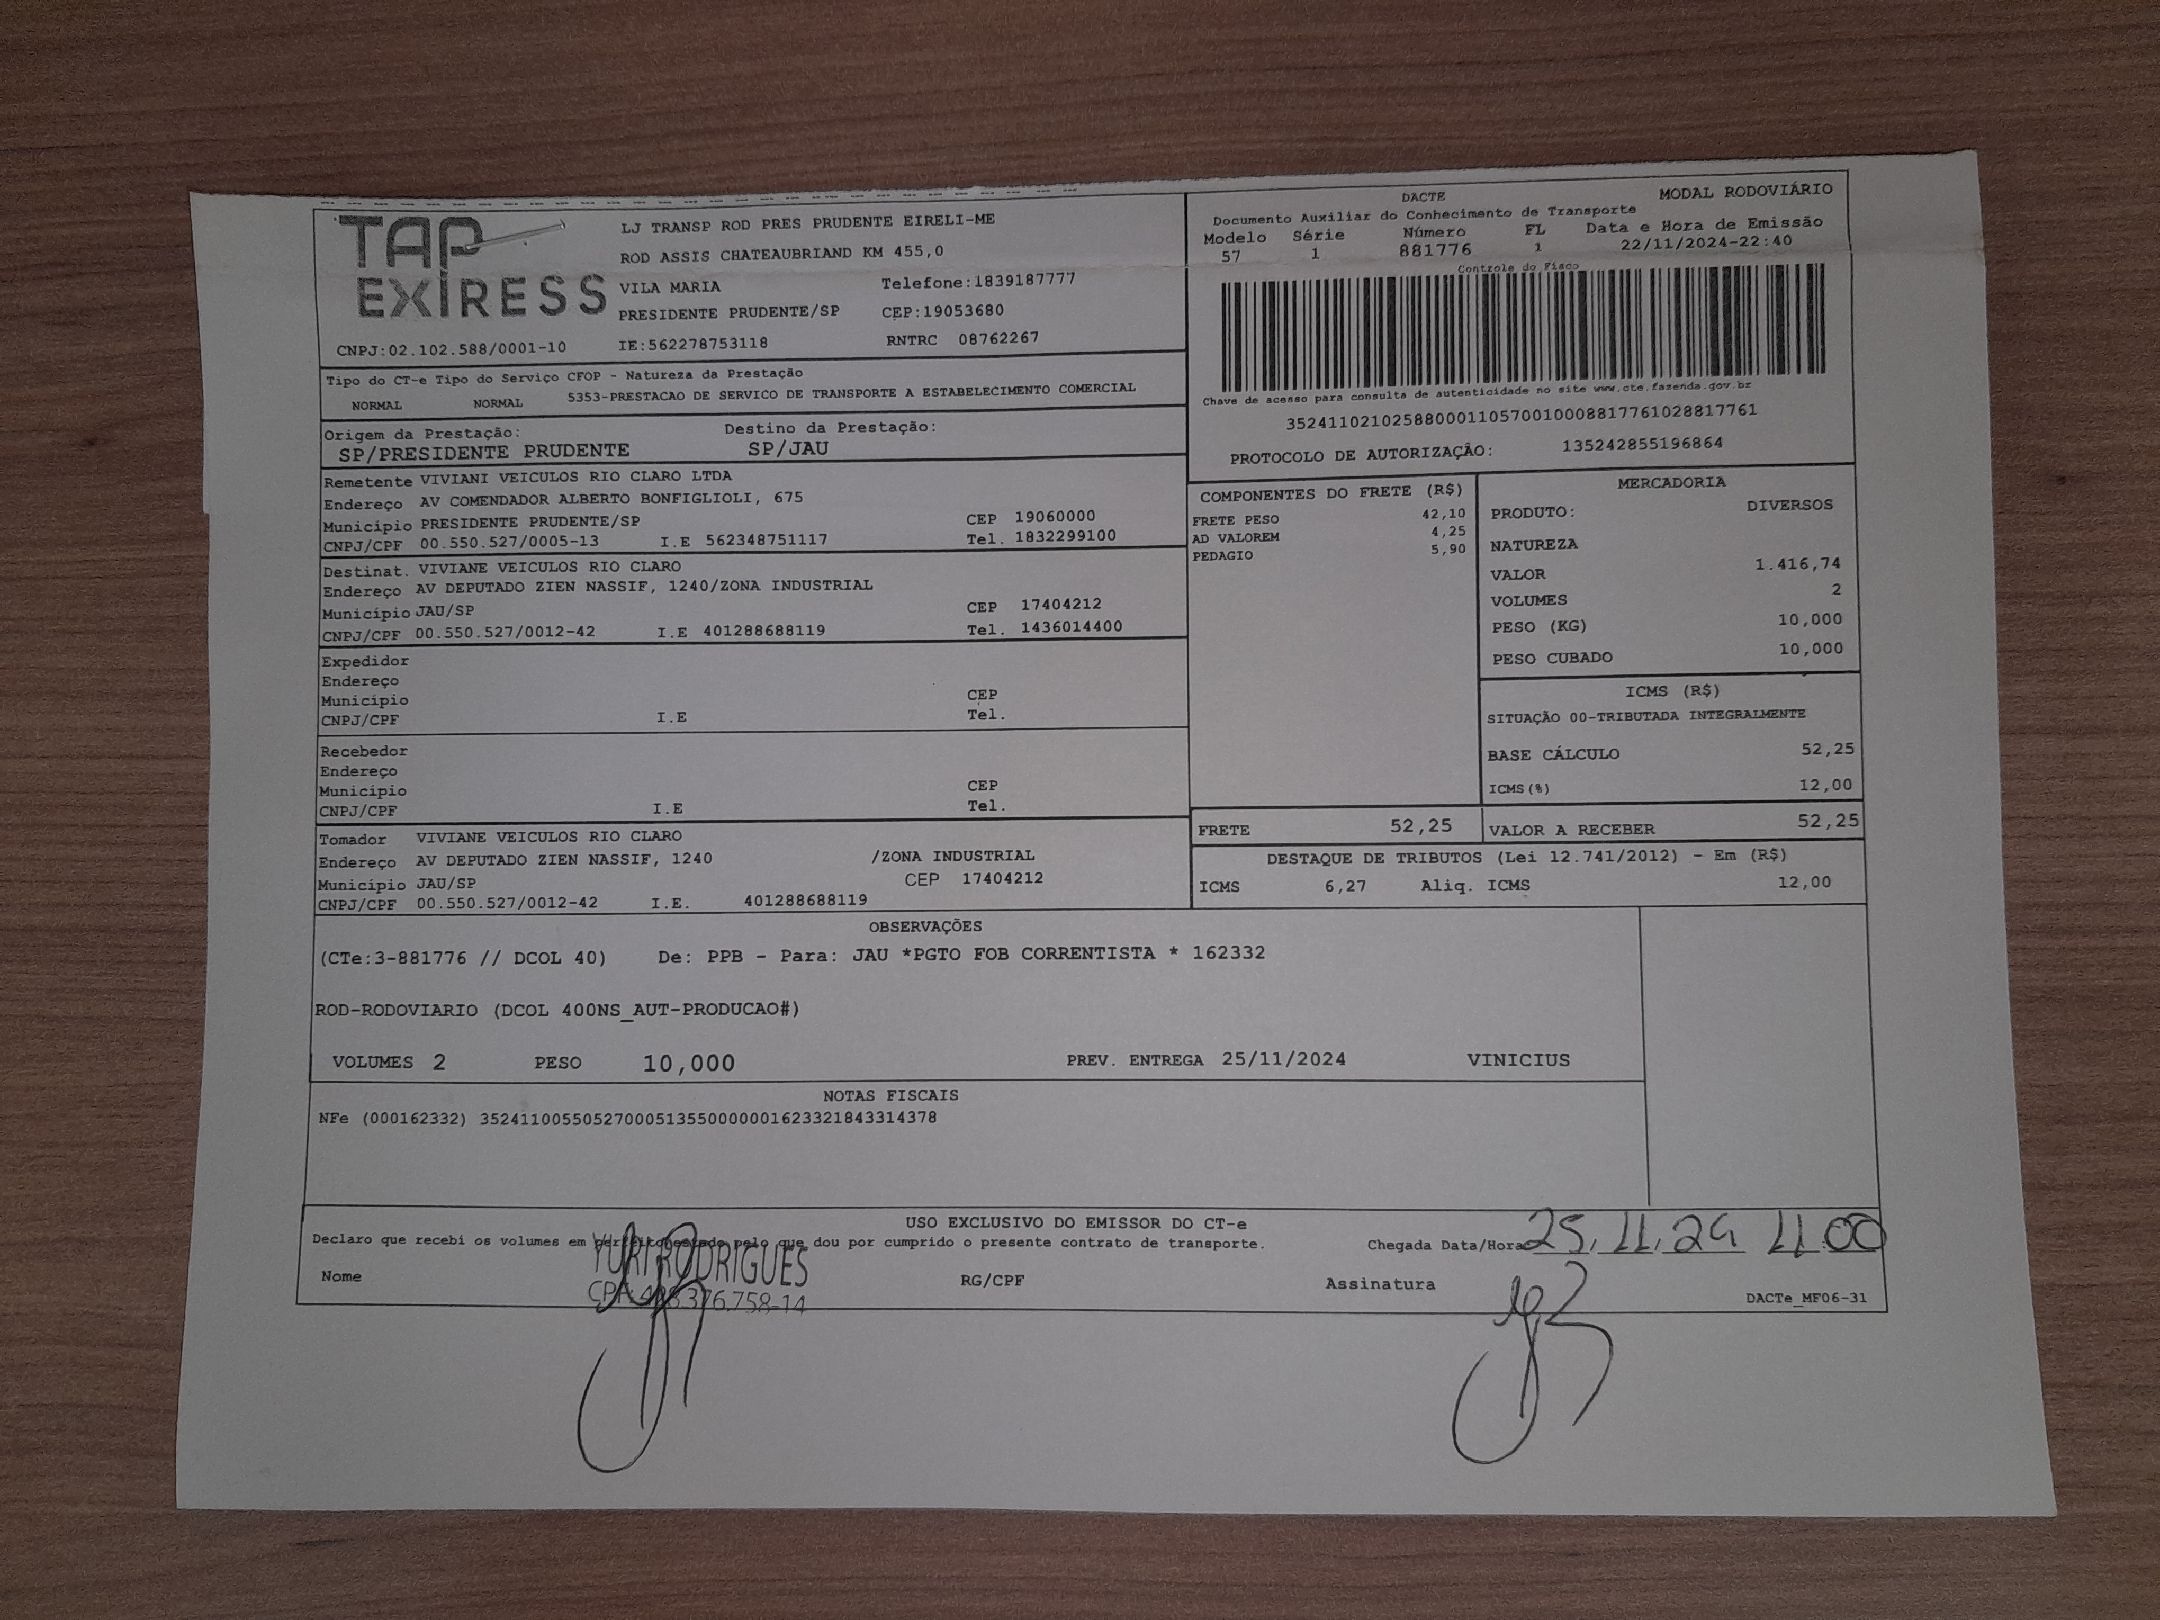 TAP
EXPRESS
LJ TRANSP ROD PRES PRUDENTE EIRELI-ME
ROD ASSIS CHATEAUBRIAND KM 455,0
VILA MARIA Telefone:1839187777
PRESIDENTE PRUDENTE/SP CEP:19053680
CNPJ:02.102.588/0001-10 IE:562278753118 RNTRC 08762267
DACTE MODAL RODOVIÁRIO
Documento Auxiliar do Conhecimento de Transporte
Modelo Série Número FL Data e Hora de Emissão
57 1 881776 1 22/11/2024-22:40
Controle do Fisco
Chave de acesso para consulta de autenticidade no site www.cte.fazenda.gov.br
35241102102588000110570010008817761028817761
PROTOCOLO DE AUTORIZAÇÃO: 135242855196864
Tipo do CT-e Tipo do Serviço CFOP - Natureza da Prestação
NORMAL NORMAL 5353-PRESTACAO DE SERVICO DE TRANSPORTE A ESTABELECIMENTO COMERCIAL
Origem da Prestação: Destino da Prestação:
SP/PRESIDENTE PRUDENTE SP/JAU
Remetente VIVIANI VEICULOS RIO CLARO LTDA
Endereço AV COMENDADOR ALBERTO BONFIGLIOLI, 675
Município PRESIDENTE PRUDENTE/SP CEP 19060000
CNPJ/CPF 00.550.527/0005-13 I.E 562348751117 Tel. 1832299100
Destinat. VIVIANE VEICULOS RIO CLARO
Endereço AV DEPUTADO ZIEN NASSIF, 1240/ZONA INDUSTRIAL
Município JAU/SP CEP 17404212
CNPJ/CPF 00.550.527/0012-42 I.E 401288688119 Tel. 1436014400
Expedidor
Endereço
Município CEP
CNPJ/CPF I.E Tel.
Recebedor
Endereço
Município CEP
CNPJ/CPF I.E Tel.
Tomador VIVIANE VEICULOS RIO CLARO
Endereço AV DEPUTADO ZIEN NASSIF, 1240 /ZONA INDUSTRIAL
Município JAU/SP CEP 17404212
CNPJ/CPF 00.550.527/0012-42 I.E. 401288688119
COMPONENTES DO FRETE (R$)
FRETE PESO 42,10
AD VALOREM 4,25
PEDAGIO 5,90
MERCADORIA
PRODUTO: DIVERSOS
NATUREZA
VALOR 1.416,74
VOLUMES 2
PESO (KG) 10,000
PESO CUBADO 10,000
ICMS (R$)
SITUAÇÃO 00-TRIBUTADA INTEGRALMENTE
BASE CÁLCULO 52,25
ICMS(%) 12,00
FRETE 52,25 VALOR A RECEBER 52,25
DESTAQUE DE TRIBUTOS (Lei 12.741/2012) - Em (R$)
ICMS 6,27 Aliq. ICMS 12,00
OBSERVAÇÕES
(CTe:3-881776 // DCOL 40) De: PPB - Para: JAU *PGTO FOB CORRENTISTA * 162332
ROD-RODOVIARIO (DCOL 400NS_AUT-PRODUCAO#)
VOLUMES 2 PESO 10,000 PREV. ENTREGA 25/11/2024 VINICIUS
NOTAS FISCAIS
NFe (000162332) 35241100550527000513550000001623321843314378
USO EXCLUSIVO DO EMISSOR DO CT-e
Declaro que recebi os volumes em perfeito estado pelo que dou por cumprido o presente contrato de transporte. Chegada Data/Hora 25.11.24 11:00
Nome YURI RODRIGUES RG/CPF Assinatura
DACTe_MF06-31